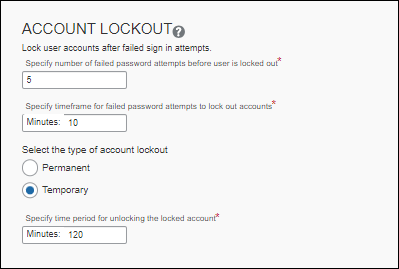 ACCOUNT LOCKOUT?
Lock user accounts after failed sign in attempts.
Specify number of failed password attempts before user is locked out*
5
Specify timeframe for failed password attempts to lock out accounts*
Minutes: 10
Select the type of account lockout
Permanent
Temporary
Specify time period for unlocking the locked account*
Minutes: 120